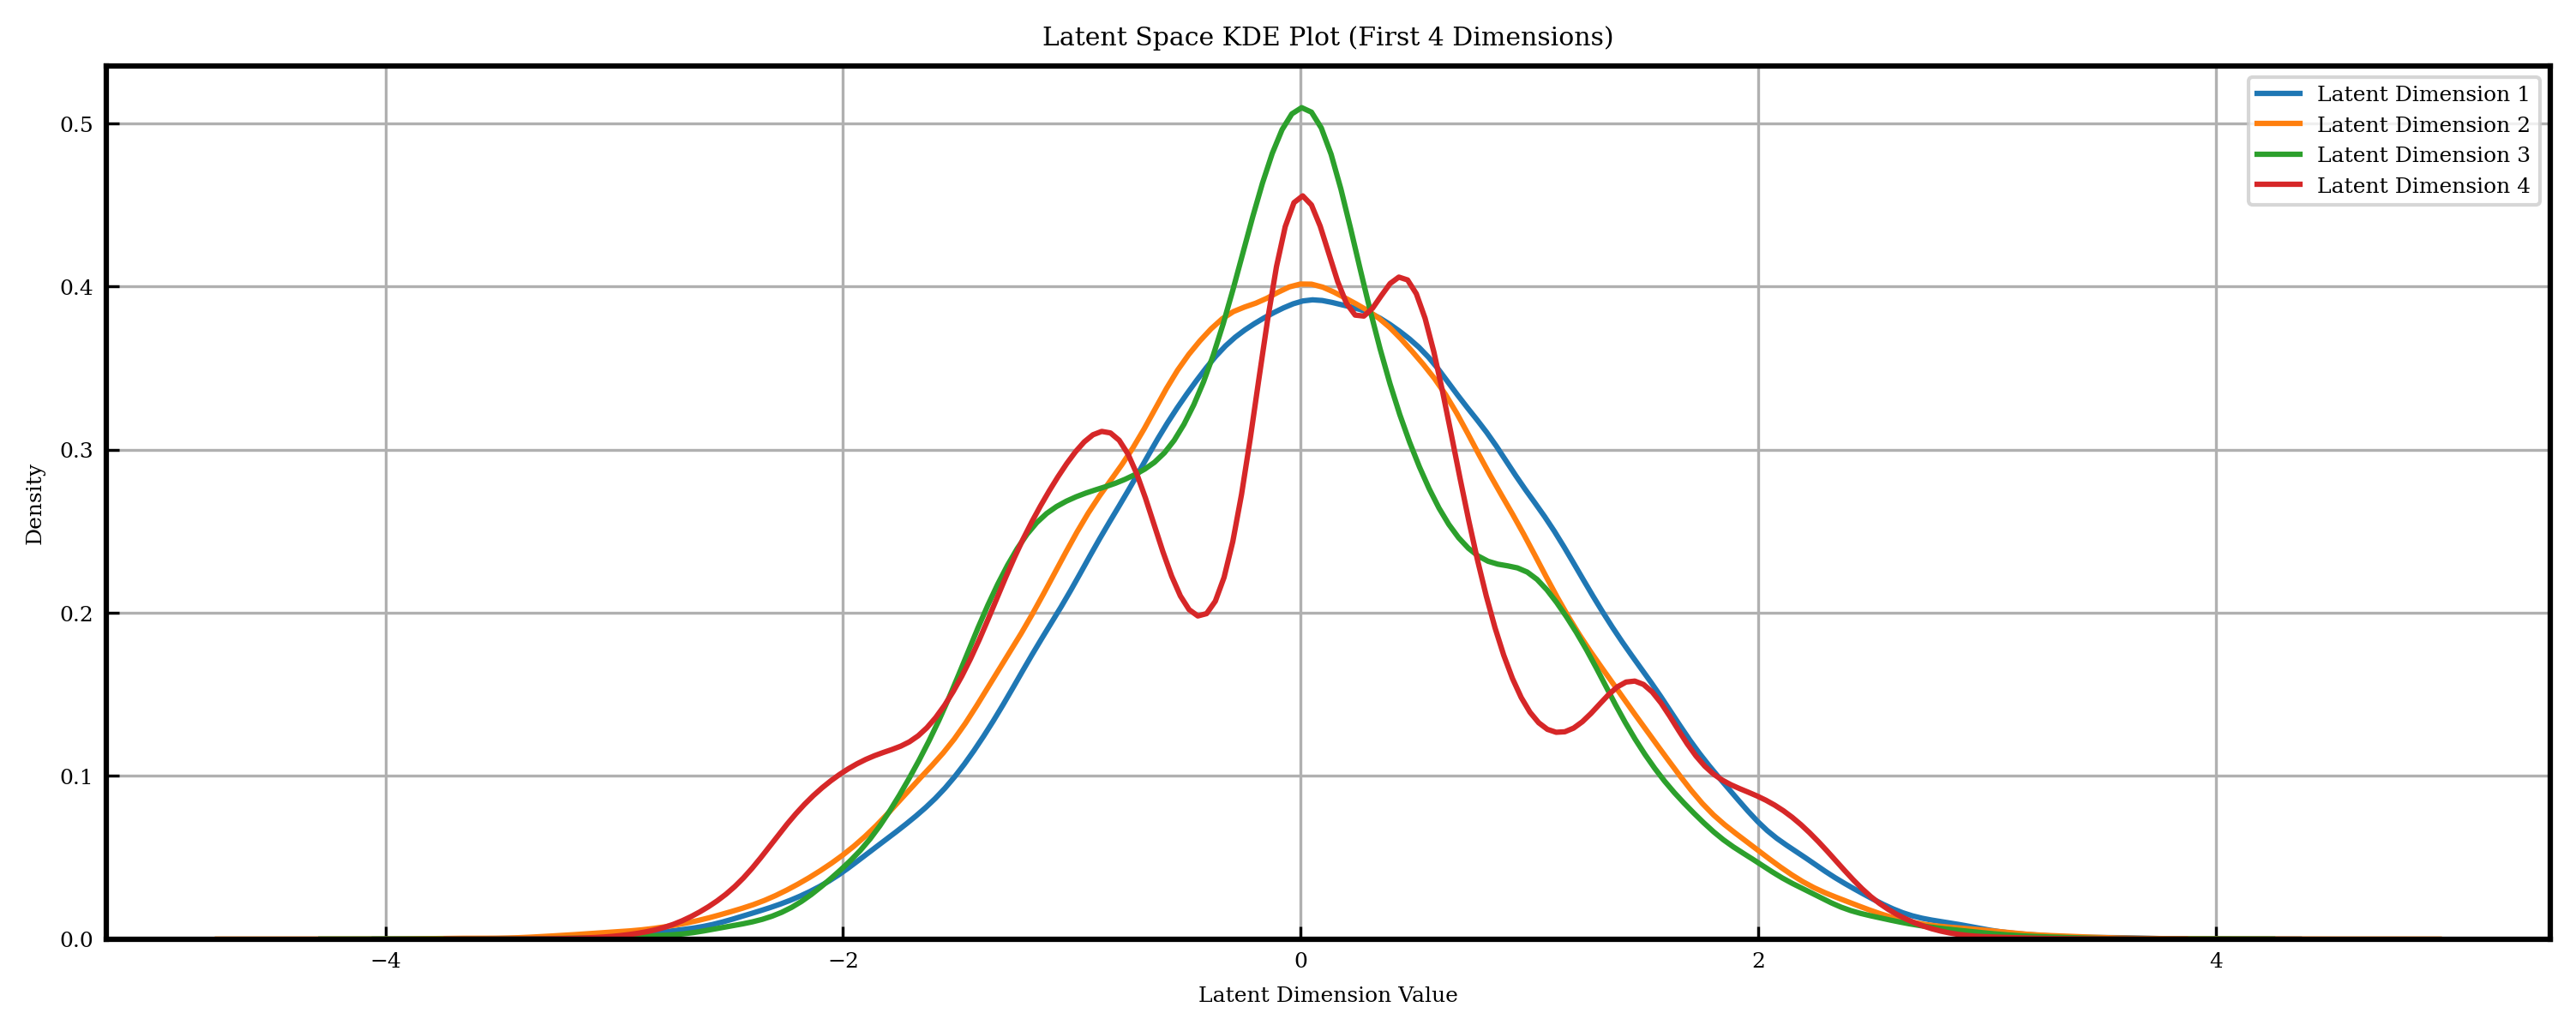 Latent Space KDE Plot (First 4 Dimensions)
Latent Dimension 1
Latent Dimension 2
Latent Dimension 3
Latent Dimension 4
Density
0.5
0.4
0.3
0.2
0.1
0.0
−4
−2
0
2
4
Latent Dimension Value